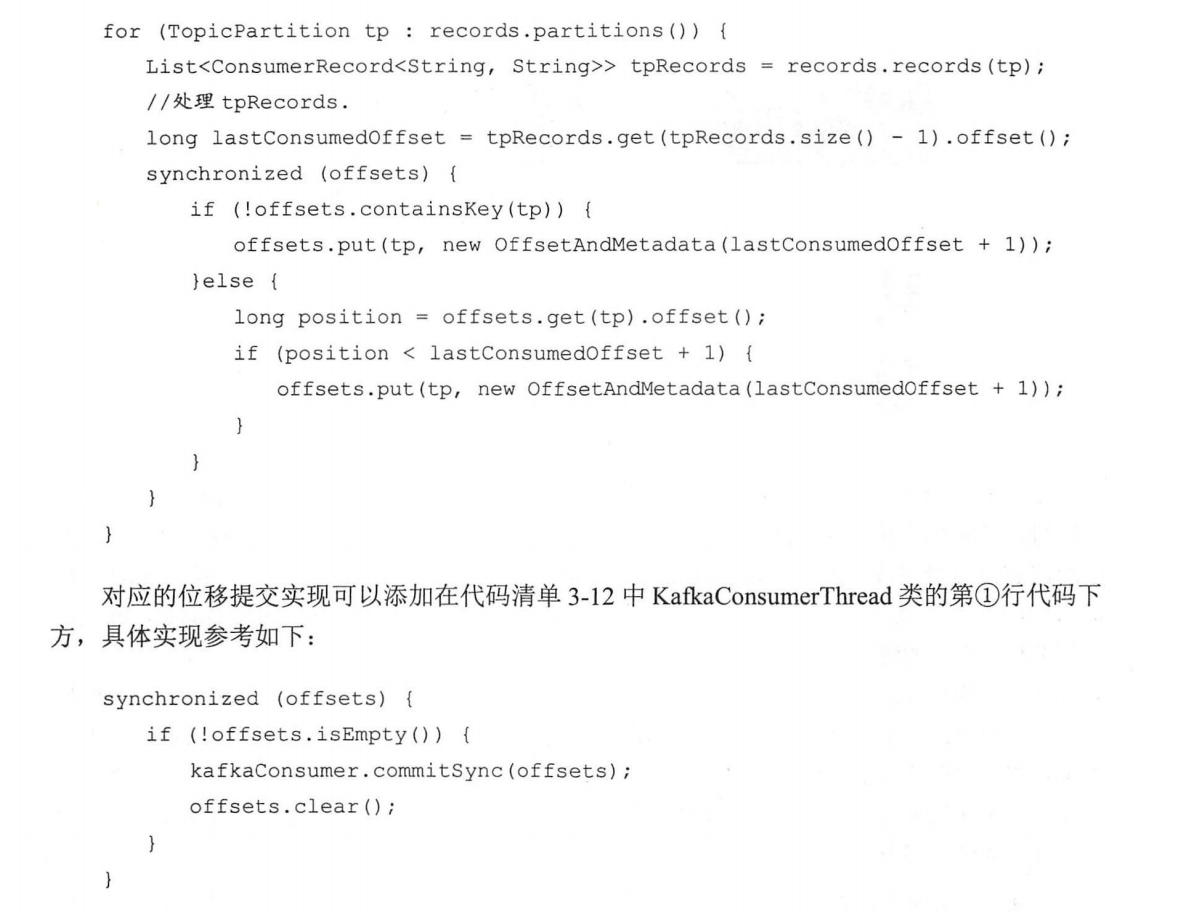 for (TopicPartition tp : records.partitions()) {
List<ConsumerRecord<String, String>> tpRecords = records.records(tp);
//处理 tpRecords.
long lastConsumedOffset = tpRecords.get(tpRecords.size() - 1).offset();
synchronized (offsets) {
if (!offsets.containsKey(tp)) {
offsets.put(tp, new OffsetAndMetadata(lastConsumedOffset + 1));
}else {
long position = offsets.get(tp).offset();
if (position < lastConsumedOffset + 1) {
offsets.put(tp, new OffsetAndMetadata(lastConsumedOffset + 1));
}
}
}
}
对应的位移提交实现可以添加在代码清单 3-12 中 KafkaConsumerThread 类的第①行代码下
方，具体实现参考如下：
synchronized (offsets) {
if (!offsets.isEmpty()) {
kafkaConsumer.commitSync(offsets);
offsets.clear();
}
}